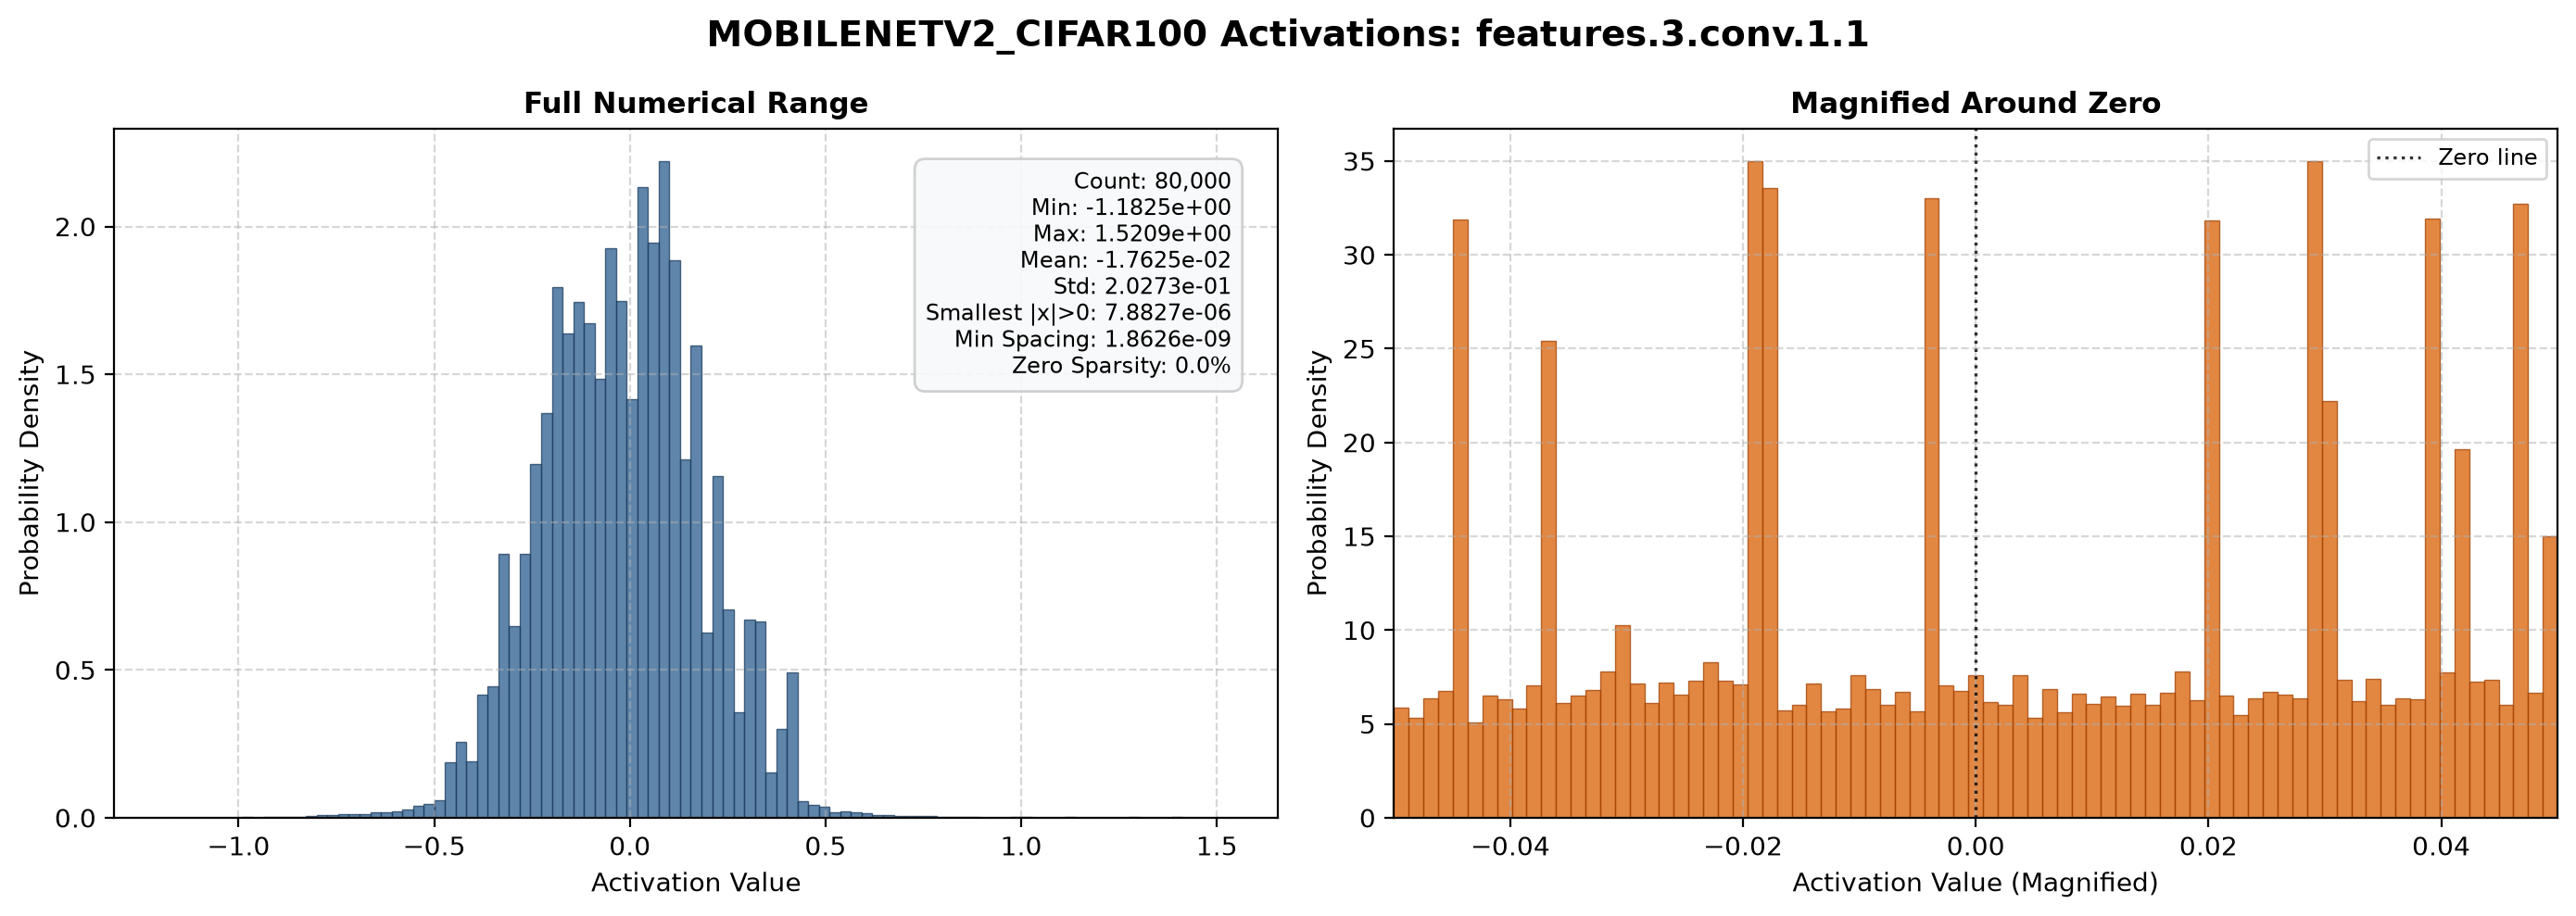 MOBILENETV2_CIFAR100 Activations: features.3.conv.1.1
Full Numerical Range
Probability Density
2.0
1.5
1.0
0.5
0.0
Count: 80,000
Min: -1.1825e+00
Max: 1.5209e+00
Mean: -1.7625e-02
Std: 2.0273e-01
Smallest |x|>0: 7.8827e-06
Min Spacing: 1.8626e-09
Zero Sparsity: 0.0%
−1.0 −0.5 0.0 0.5 1.0 1.5
Activation Value
Magnified Around Zero
Probability Density
35
30
25
20
15
10
5
0
Zero line
−0.04 −0.02 0.00 0.02 0.04
Activation Value (Magnified)